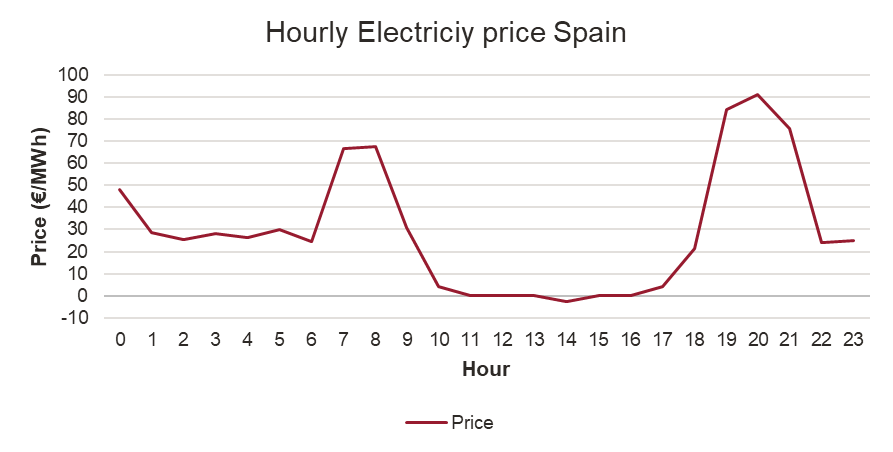 Hourly Electriciy price Spain
100
90
80
70
60
50
40
30
20
10
0
-10
Price (€/MWh)
0 1 2 3 4 5 6 7 8 9 10 11 12 13 14 15 16 17 18 19 20 21 22 23
Hour
Price